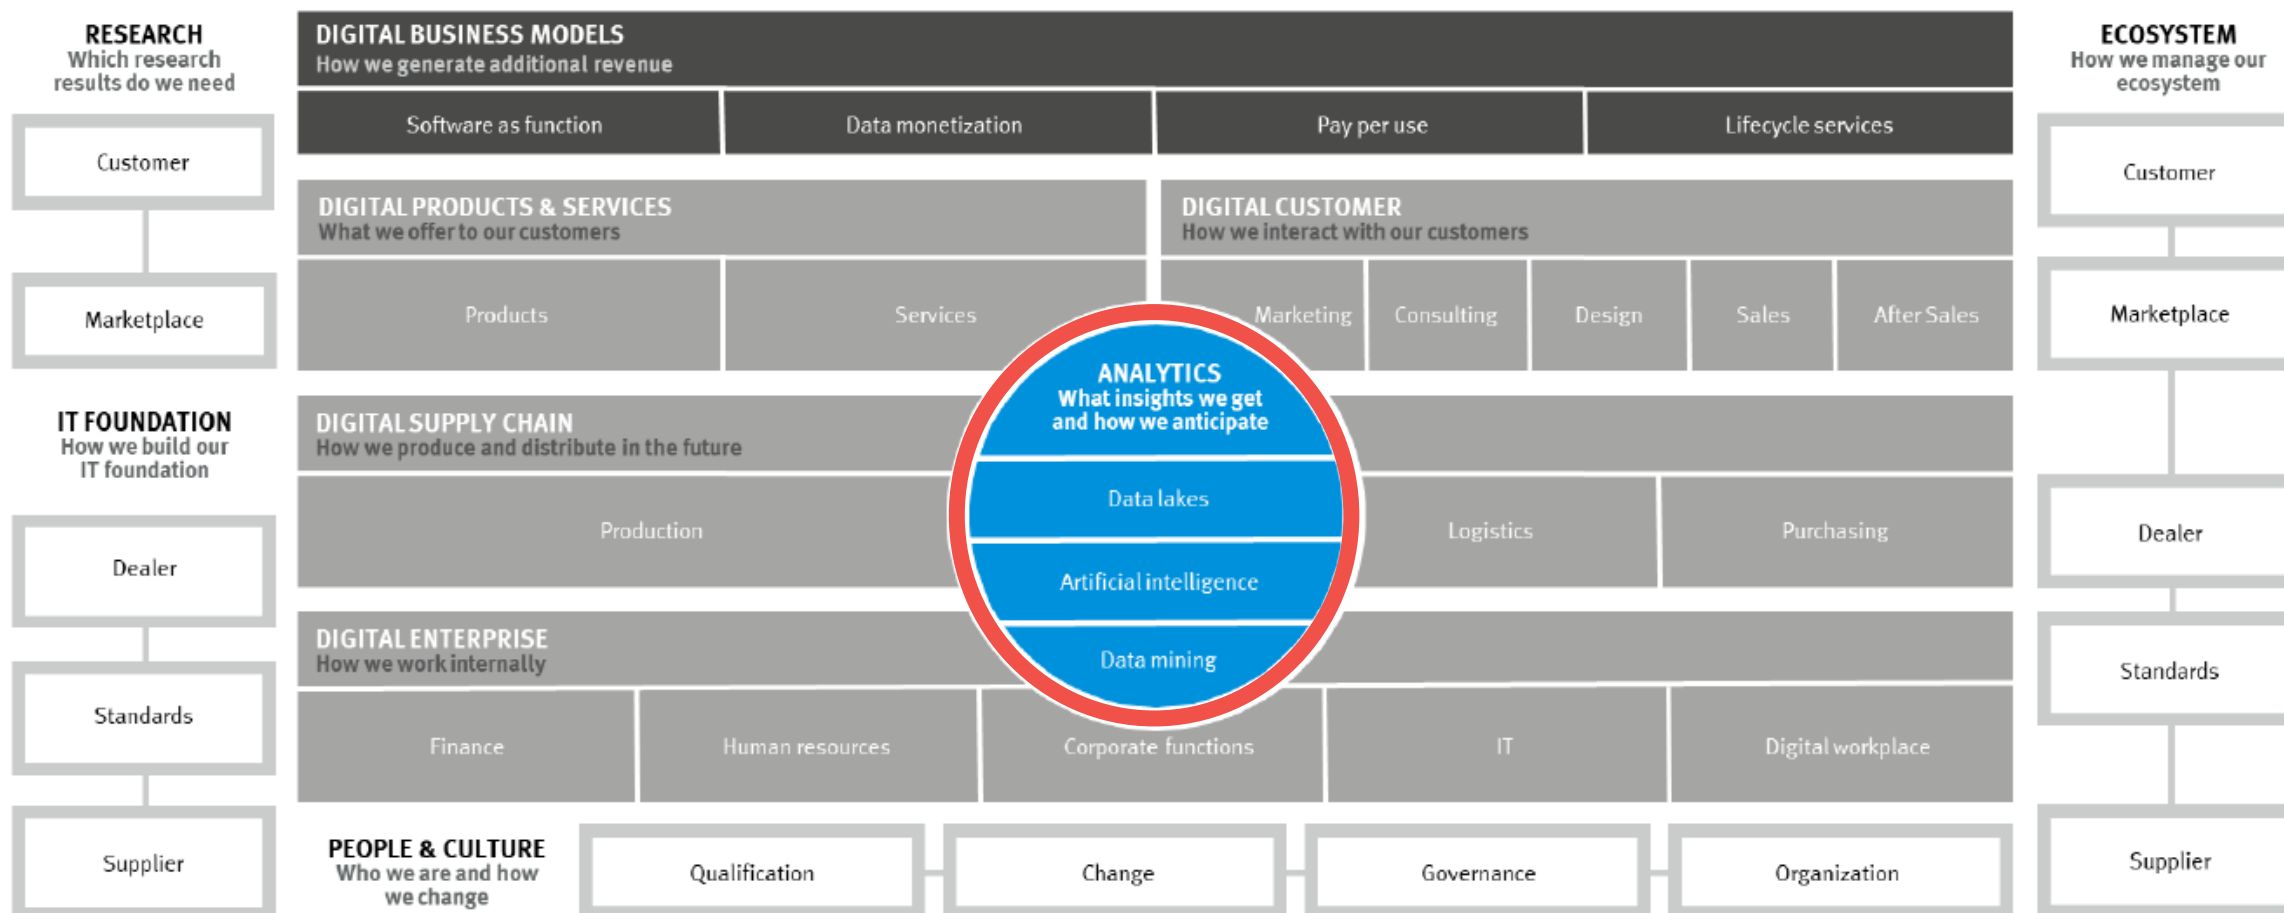 RESEARCH
Which research
results do we need
Customer
Marketplace
IT FOUNDATION
How we build our
IT foundation
Dealer
Standards
Supplier
DIGITAL BUSINESS MODELS
How we generate additional revenue
Software as function
Data monetization
Pay per use
Lifecycle services
DIGITAL PRODUCTS & SERVICES
What we offer to our customers
Products
Services
DIGITAL CUSTOMER
How we interact with our customers
Marketing
Consulting
Design
Sales
After Sales
ANALYTICS
What insights we get
and how we anticipate
Data lakes
Artificial intelligence
Data mining
DIGITAL SUPPLY CHAIN
How we produce and distribute in the future
Production
Logistics
Purchasing
DIGITAL ENTERPRISE
How we work internally
Finance
Human resources
Corporate functions
IT
Digital workplace
PEOPLE & CULTURE
Who we are and how
we change
Qualification
Change
Governance
Organization
ECOSYSTEM
How we manage our
ecosystem
Customer
Marketplace
Dealer
Standards
Supplier